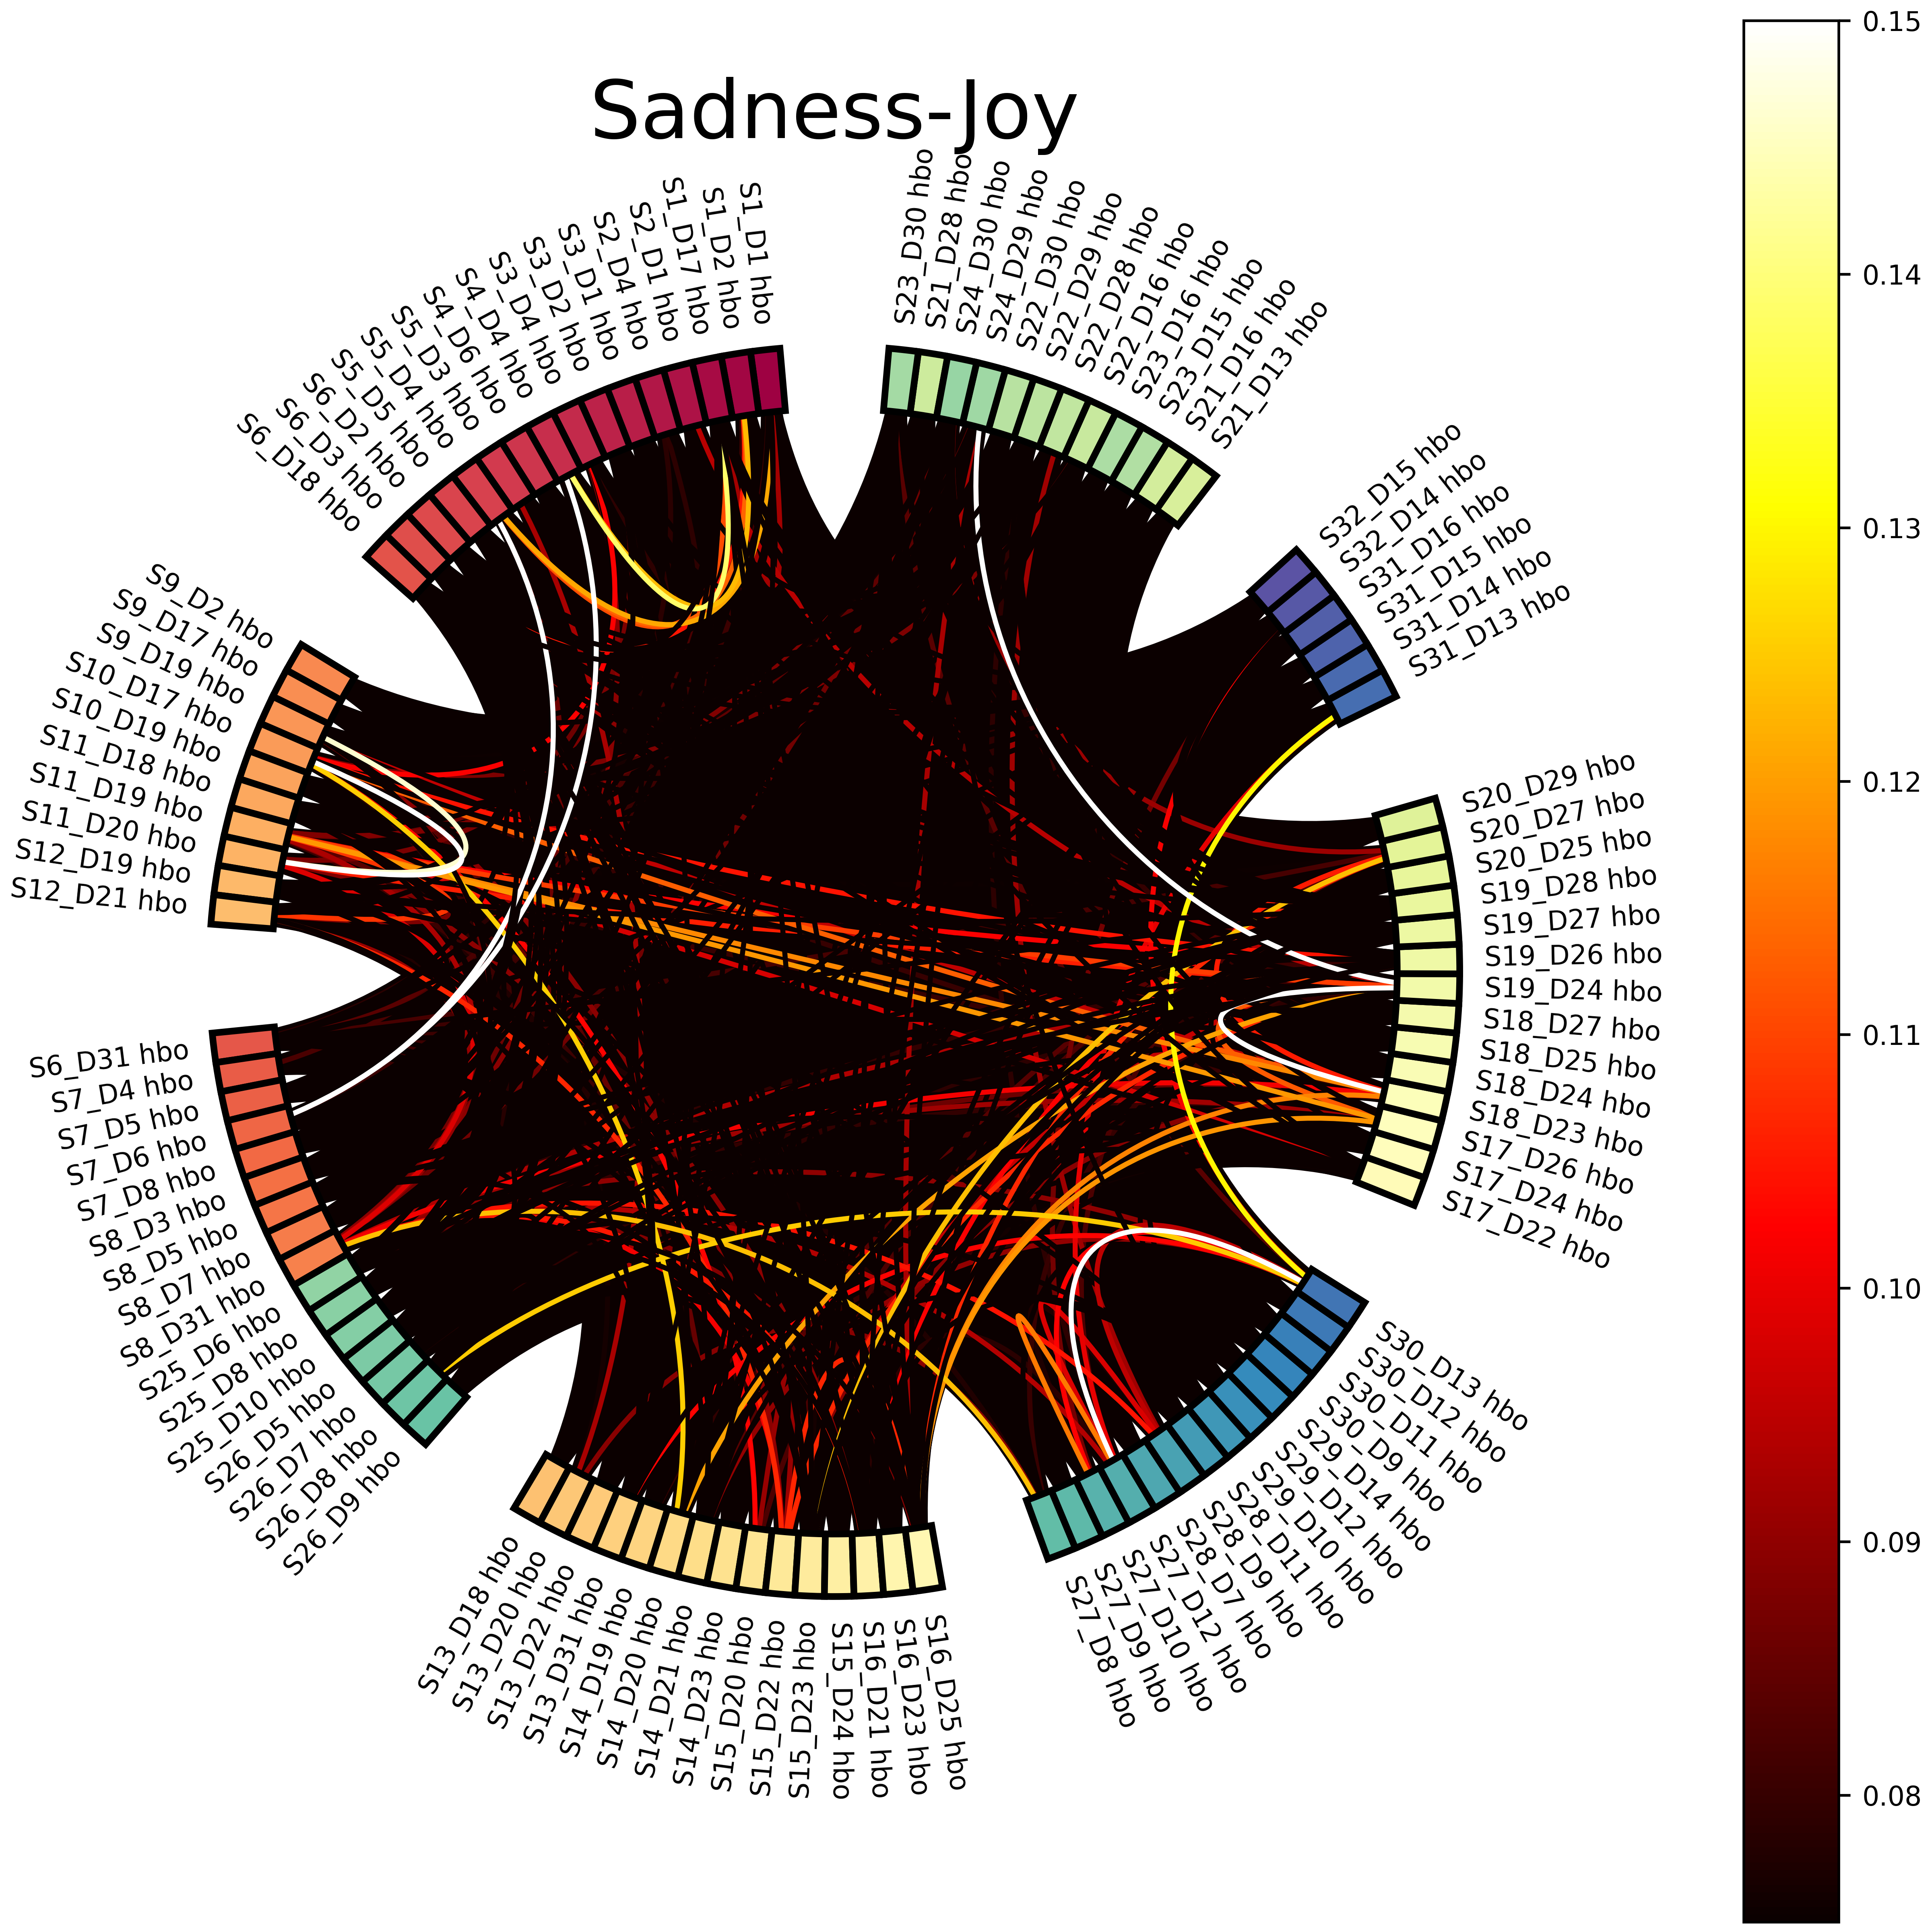 Sadness-Joy
S1_D1 hbo
S1_D2 hbo
S1_D17 hbo
S2_D1 hbo
S2_D4 hbo
S3_D1 hbo
S3_D2 hbo
S3_D4 hbo
S4_D4 hbo
S4_D6 hbo
S5_D3 hbo
S5_D4 hbo
S5_D5 hbo
S6_D2 hbo
S6_D3 hbo
S6_D18 hbo
S9_D2 hbo
S9_D17 hbo
S9_D19 hbo
S10_D17 hbo
S10_D19 hbo
S11_D18 hbo
S11_D19 hbo
S11_D20 hbo
S12_D19 hbo
S12_D21 hbo
S6_D31 hbo
S7_D4 hbo
S7_D5 hbo
S7_D6 hbo
S7_D8 hbo
S8_D3 hbo
S8_D5 hbo
S8_D7 hbo
S8_D31 hbo
S25_D6 hbo
S25_D8 hbo
S25_D10 hbo
S26_D5 hbo
S26_D7 hbo
S26_D8 hbo
S26_D9 hbo
S13_D18 hbo
S13_D20 hbo
S13_D22 hbo
S13_D31 hbo
S14_D19 hbo
S14_D20 hbo
S14_D21 hbo
S14_D23 hbo
S15_D20 hbo
S15_D22 hbo
S15_D23 hbo
S15_D24 hbo
S16_D21 hbo
S16_D23 hbo
S16_D25 hbo
S27_D8 hbo
S27_D9 hbo
S27_D10 hbo
S27_D12 hbo
S28_D7 hbo
S28_D9 hbo
S28_D11 hbo
S29_D10 hbo
S29_D12 hbo
S29_D14 hbo
S30_D9 hbo
S30_D11 hbo
S30_D12 hbo
S30_D13 hbo
S17_D22 hbo
S17_D24 hbo
S17_D26 hbo
S18_D23 hbo
S18_D24 hbo
S18_D25 hbo
S18_D27 hbo
S19_D24 hbo
S19_D26 hbo
S19_D27 hbo
S19_D28 hbo
S20_D25 hbo
S20_D27 hbo
S20_D29 hbo
S31_D13 hbo
S31_D14 hbo
S31_D15 hbo
S31_D16 hbo
S32_D14 hbo
S32_D15 hbo
S21_D13 hbo
S21_D16 hbo
S23_D15 hbo
S23_D16 hbo
S22_D16 hbo
S22_D28 hbo
S22_D29 hbo
S22_D30 hbo
S24_D29 hbo
S24_D30 hbo
S21_D28 hbo
S23_D30 hbo
0.15
0.14
0.13
0.12
0.11
0.10
0.09
0.08